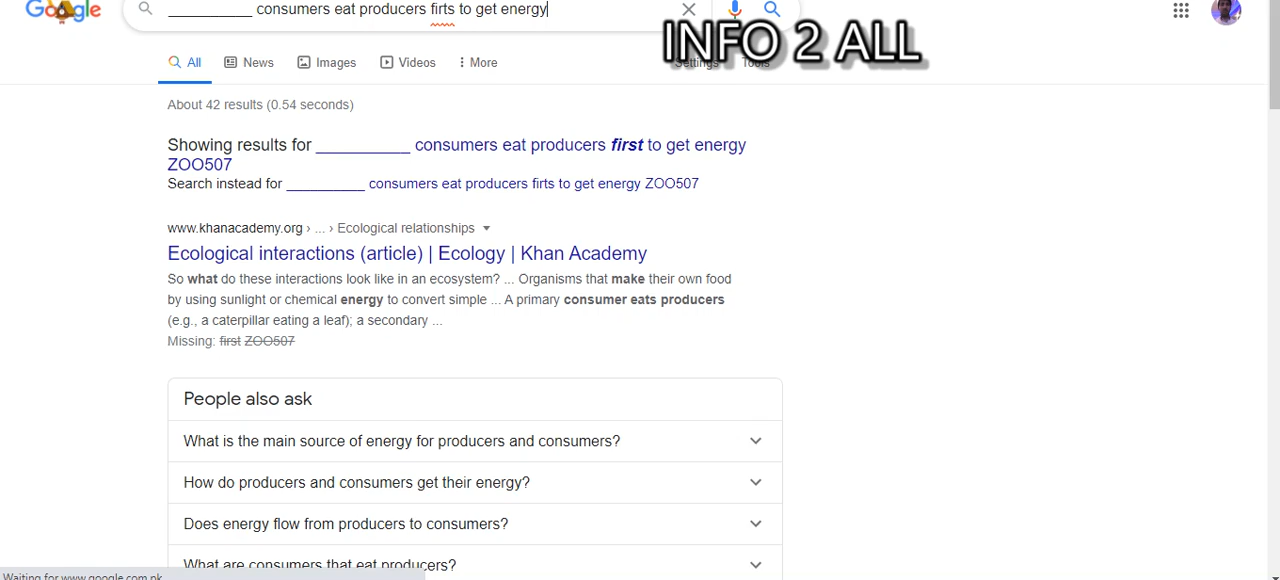 Google
__________ consumers eat producers firts to get energy
INFO 2 ALL
All News Images Videos More Settings Tools
About 42 results (0.54 seconds)
Showing results for __________ consumers eat producers first to get energy
ZOO507
Search instead for __________ consumers eat producers firts to get energy ZOO507
www.khanacademy.org › ... › Ecological relationships
Ecological interactions (article) | Ecology | Khan Academy
So what do these interactions look like in an ecosystem? ... Organisms that make their own food
by using sunlight or chemical energy to convert simple ... A primary consumer eats producers
(e.g., a caterpillar eating a leaf); a secondary ...
Missing: first ZOO507
People also ask
What is the main source of energy for producers and consumers?
How do producers and consumers get their energy?
Does energy flow from producers to consumers?
What are consumers that eat producers?
Waiting for www.google.com.pk